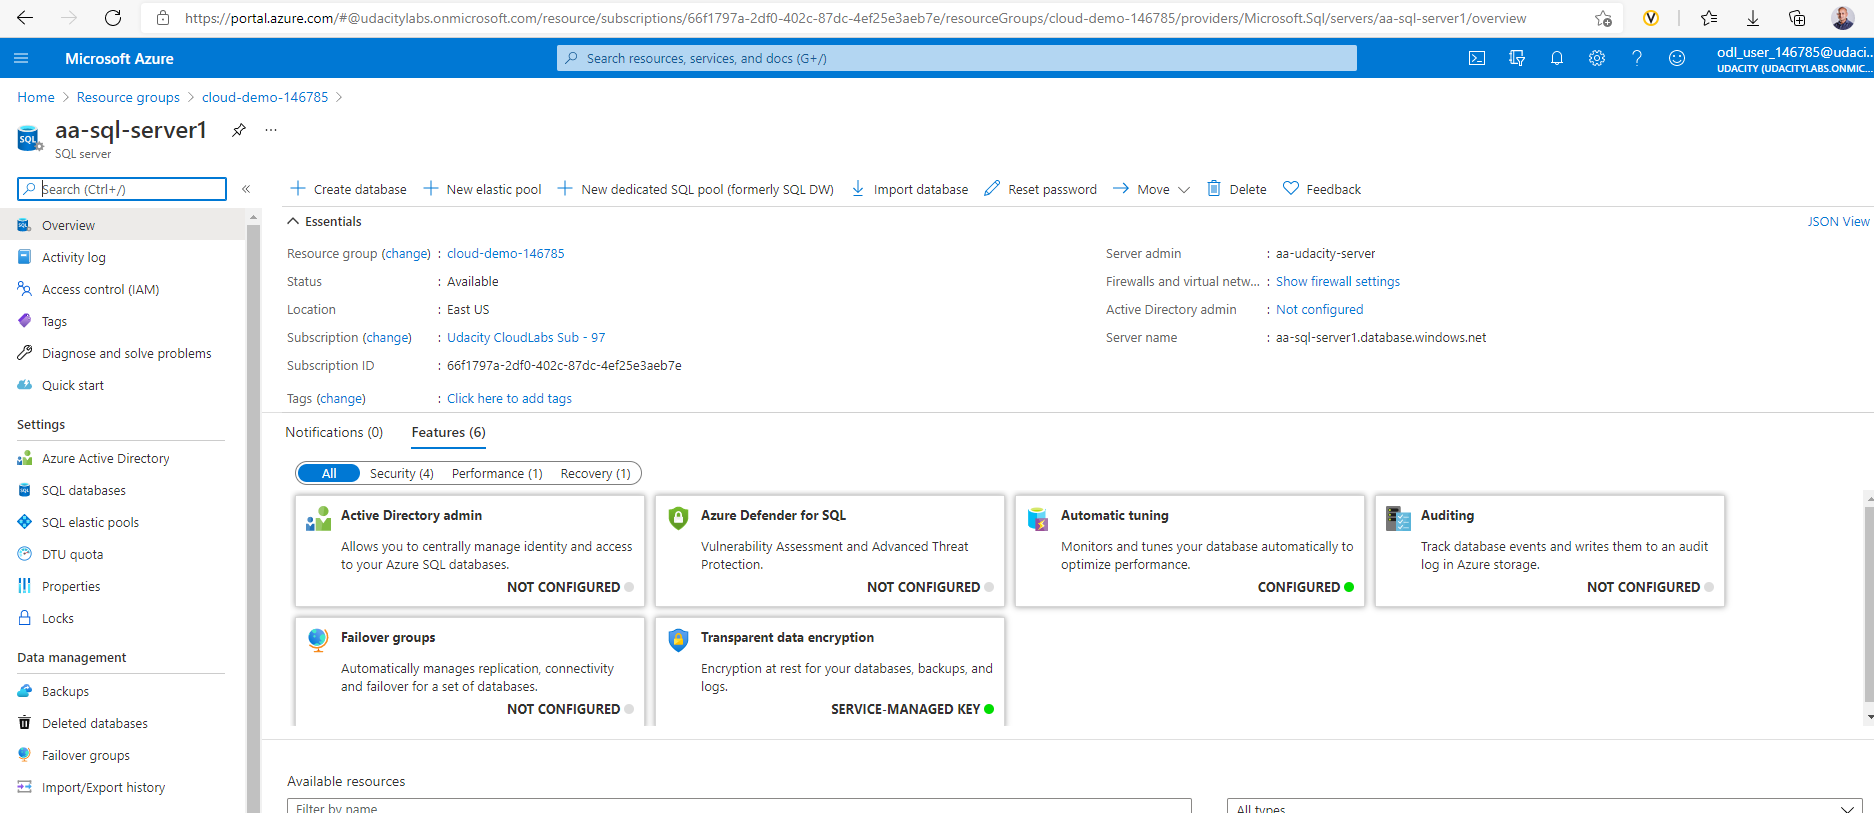 https://portal.azure.com/#@udacitylabs.onmicrosoft.com/resource/subscriptions/66f1797a-2df0-402c-87dc-4ef25e3aeb7e/resourceGroups/cloud-demo-146785/providers/Microsoft.Sql/servers/aa-sql-server1/overview
Microsoft Azure
Search resources, services, and docs (G+/)
odl_user_146785@udaci...
UDACITY (UDACITYLABS.ONMIC...
Home > Resource groups > cloud-demo-146785 >
aa-sql-server1
SQL server
Search (Ctrl+/)
Create database
New elastic pool
New dedicated SQL pool (formerly SQL DW)
Import database
Reset password
Move
Delete
Feedback
Overview
Activity log
Access control (IAM)
Tags
Diagnose and solve problems
Quick start
Settings
Azure Active Directory
SQL databases
SQL elastic pools
DTU quota
Properties
Locks
Data management
Backups
Deleted databases
Failover groups
Import/Export history
Essentials
JSON View
Resource group (change) : cloud-demo-146785
Status : Available
Location : East US
Subscription (change) : Udacity CloudLabs Sub - 97
Subscription ID : 66f1797a-2df0-402c-87dc-4ef25e3aeb7e
Tags (change) : Click here to add tags
Server admin : aa-udacity-server
Firewalls and virtual netw... : Show firewall settings
Active Directory admin : Not configured
Server name : aa-sql-server1.database.windows.net
Notifications (0)
Features (6)
All
Security (4)
Performance (1)
Recovery (1)
Active Directory admin
Allows you to centrally manage identity and access
to your Azure SQL databases.
NOT CONFIGURED
Azure Defender for SQL
Vulnerability Assessment and Advanced Threat
Protection.
NOT CONFIGURED
Automatic tuning
Monitors and tunes your database automatically to
optimize performance.
CONFIGURED
Auditing
Track database events and writes them to an audit
log in Azure storage.
NOT CONFIGURED
Failover groups
Automatically manages replication, connectivity
and failover for a set of databases.
NOT CONFIGURED
Transparent data encryption
Encryption at rest for your databases, backups, and
logs.
SERVICE-MANAGED KEY
Available resources
Filter by name
All types